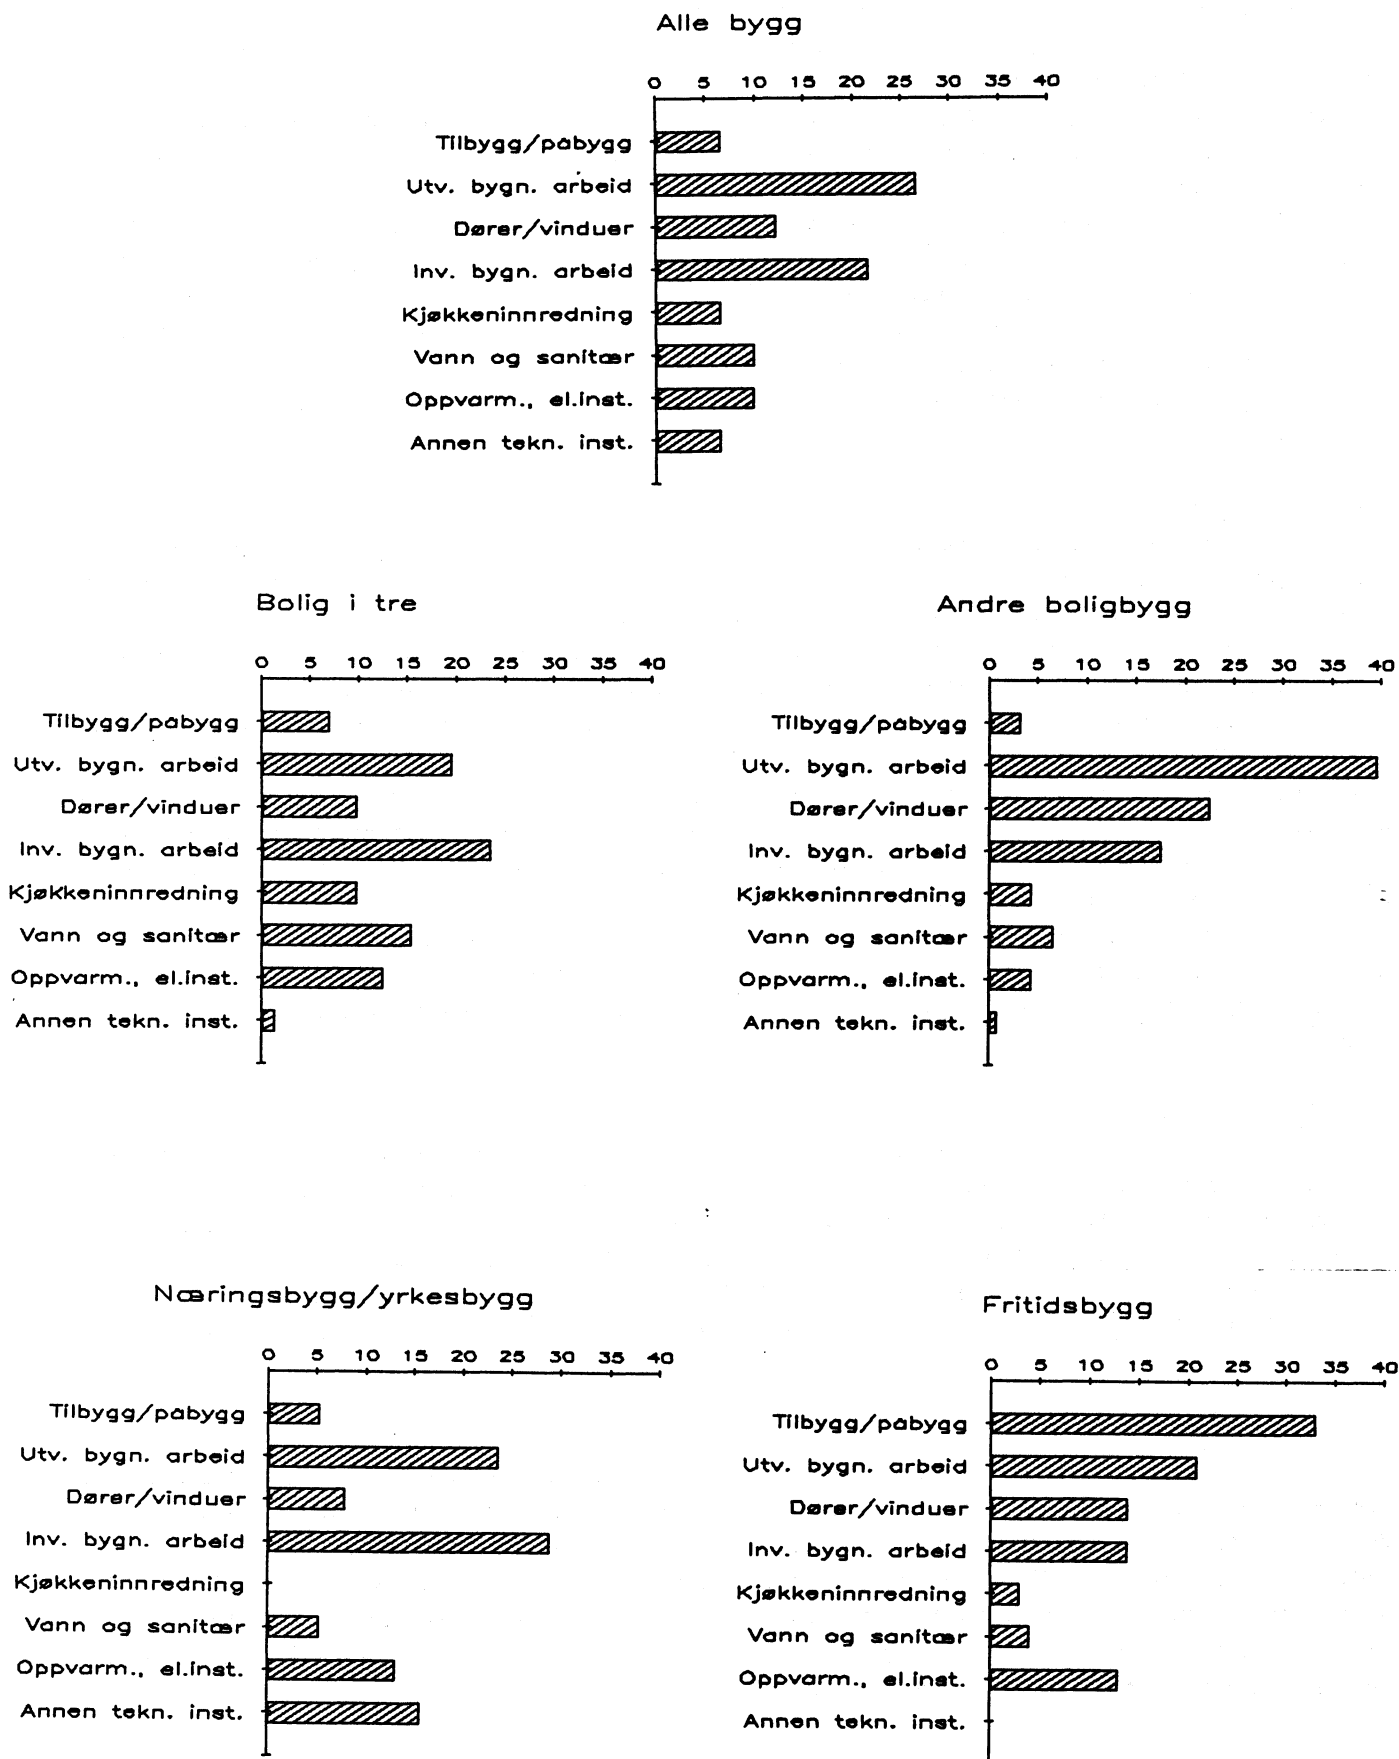 Alle bygg
0 5 10 15 20 25 30 35 40
Tilbygg/påbygg
Utv. bygn. arbeid
Dører/vinduer
Inv. bygn. arbeid
Kjøkkeninnredning
Vann og sanitær
Oppvarm., el.inst.
Annen tekn. inst.
Bolig i tre
0 5 10 15 20 25 30 35 40
Tilbygg/påbygg
Utv. bygn. arbeid
Dører/vinduer
Inv. bygn. arbeid
Kjøkkeninnredning
Vann og sanitær
Oppvarm., el.inst.
Annen tekn. inst.
Andre boligbygg
0 5 10 15 20 25 30 35 40
Tilbygg/påbygg
Utv. bygn. arbeid
Dører/vinduer
Inv. bygn. arbeid
Kjøkkeninnredning
Vann og sanitær
Oppvarm., el.inst.
Annen tekn. inst.
Næringsbygg/yrkesbygg
0 5 10 15 20 25 30 35 40
Tilbygg/påbygg
Utv. bygn. arbeid
Dører/vinduer
Inv. bygn. arbeid
Kjøkkeninnredning
Vann og sanitær
Oppvarm., el.inst.
Annen tekn. inst.
Fritidsbygg
0 5 10 15 20 25 30 35 40
Tilbygg/påbygg
Utv. bygn. arbeid
Dører/vinduer
Inv. bygn. arbeid
Kjøkkeninnredning
Vann og sanitær
Oppvarm., el.inst.
Annen tekn. inst.